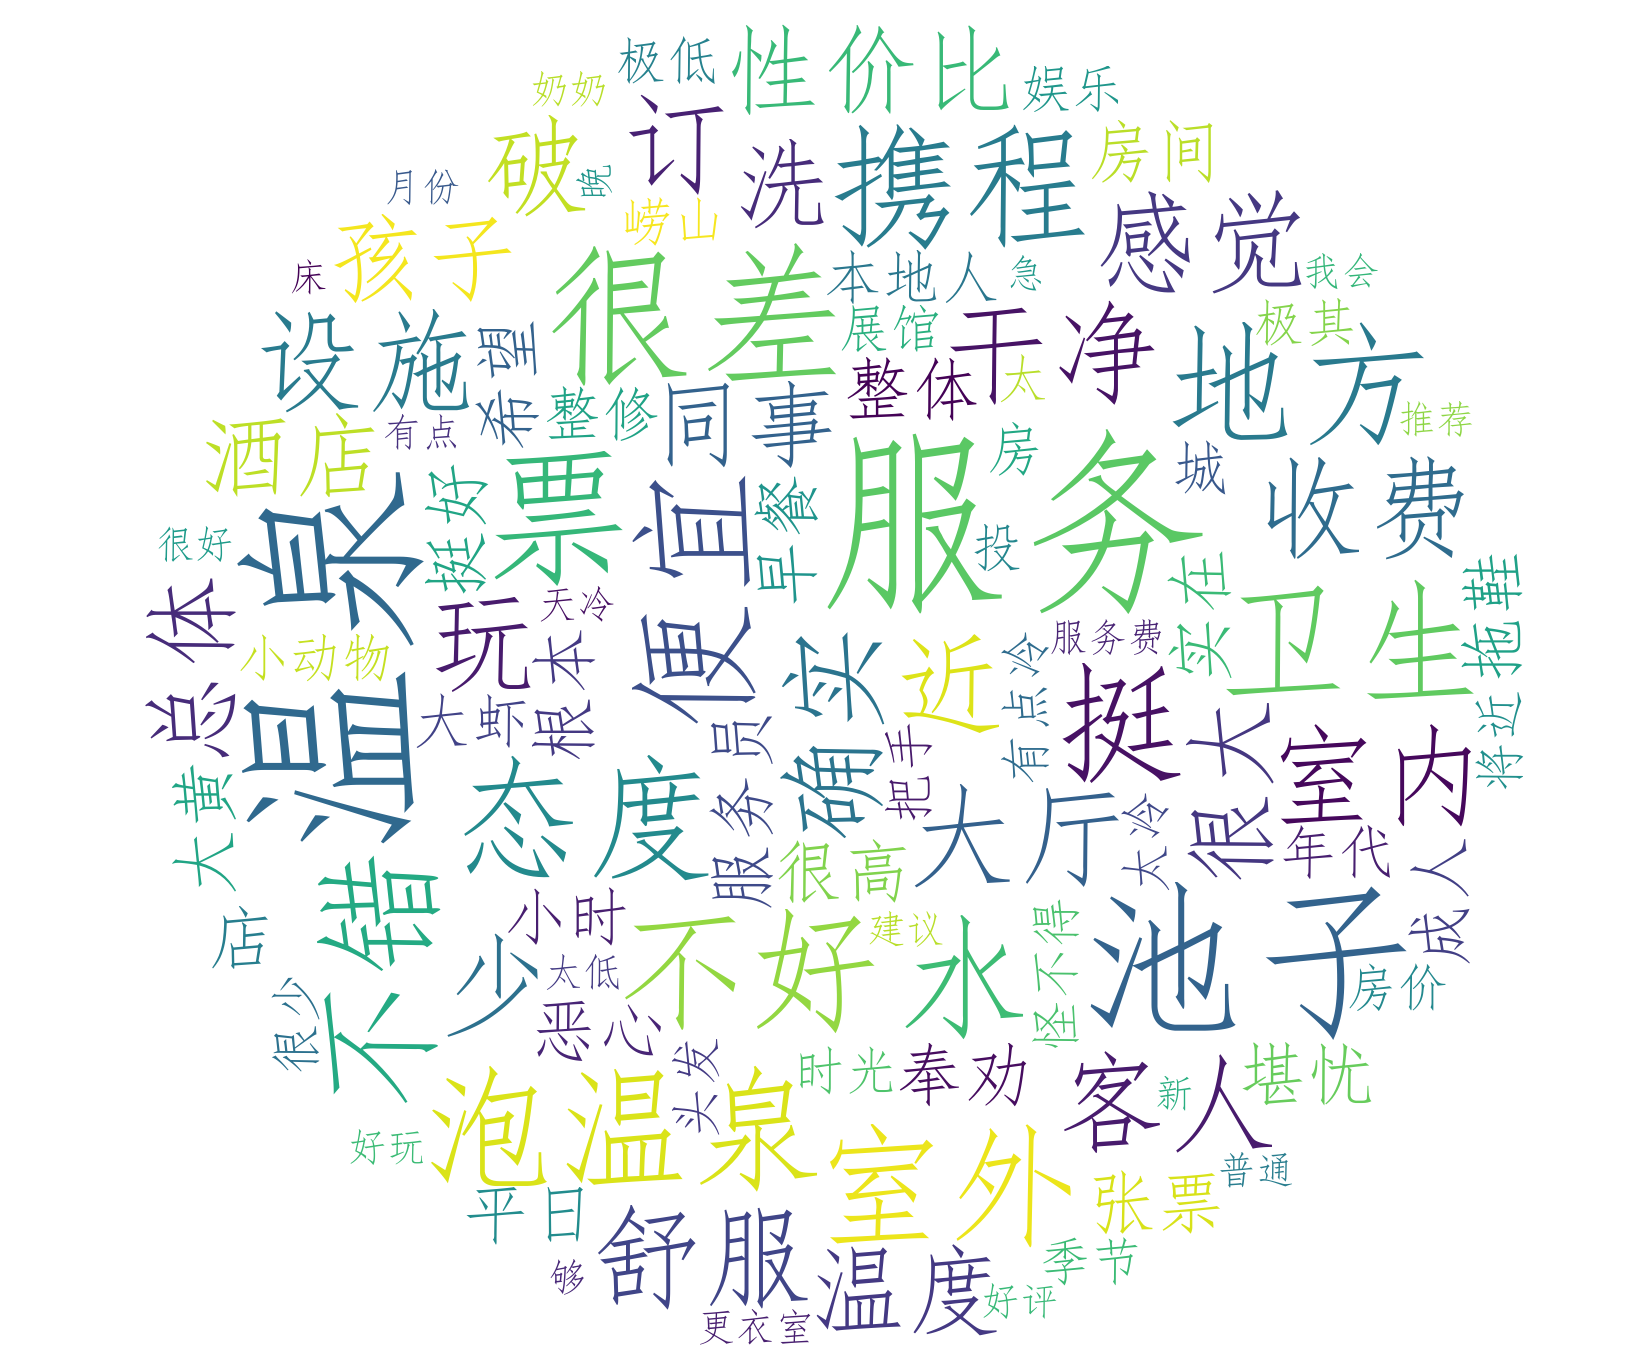 极低
性价比
娱乐
奶奶
订
破
洗
携程
房间
晚
月份
崂山
感觉
孩子
很差
本地人
急
我会
床
设施
希望
展馆
干净
极其
地方
整修
同事
整体
太
推荐
酒店
有点
票
挺好
便宜
早餐
服务
房
城
收费
投
温泉
很好
总体
玩
天冷
根本
确实
近
有点冷
服务费
挺
实在
卫生
拖鞋
小动物
大虾
服务员
把手
很大
室内
将近
大黄
态度
大厅
太冷
年代
成人
不错
小时
很高
店
少
不好
建议
水
怪不得
池子
房价
太低
恶心
很少
头发
时光
奉劝
客人
新
堪忧
泡温泉
好玩
室外
普通
张票
平日
舒服
温度
季节
够
好评
更衣室